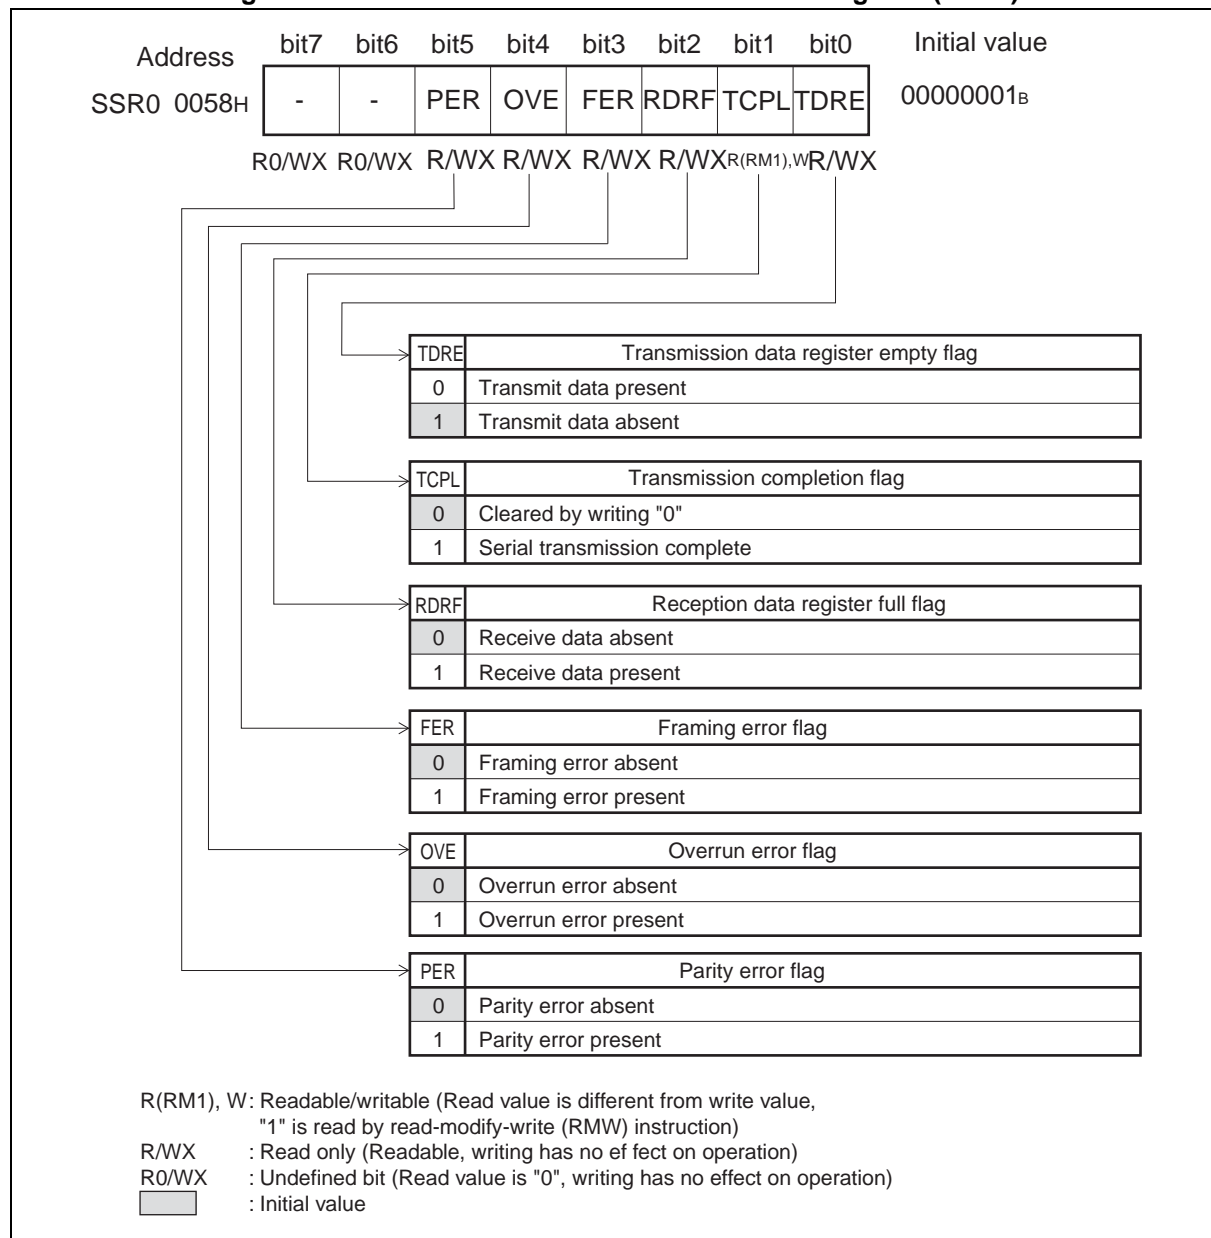 bit7 bit6 bit5 bit4 bit3 bit2 bit1 bit0 Initial value
Address
SSR0 0058H - - PER OVE FER RDRF TCPL TDRE 00000001B
R0/WX R0/WX R/WX R/WX R/WX R/WX R(RM1),W R/WX
TDRE Transmission data register empty flag
0 Transmit data present
1 Transmit data absent
TCPL Transmission completion flag
0 Cleared by writing "0"
1 Serial transmission complete
RDRF Reception data register full flag
0 Receive data absent
1 Receive data present
FER Framing error flag
0 Framing error absent
1 Framing error present
OVE Overrun error flag
0 Overrun error absent
1 Overrun error present
PER Parity error flag
0 Parity error absent
1 Parity error present
R(RM1), W : Readable/writable (Read value is different from write value,
"1" is read by read-modify-write (RMW) instruction)
R/WX : Read only (Readable, writing has no ef fect on operation)
R0/WX : Undefined bit (Read value is "0", writing has no effect on operation)
: Initial value